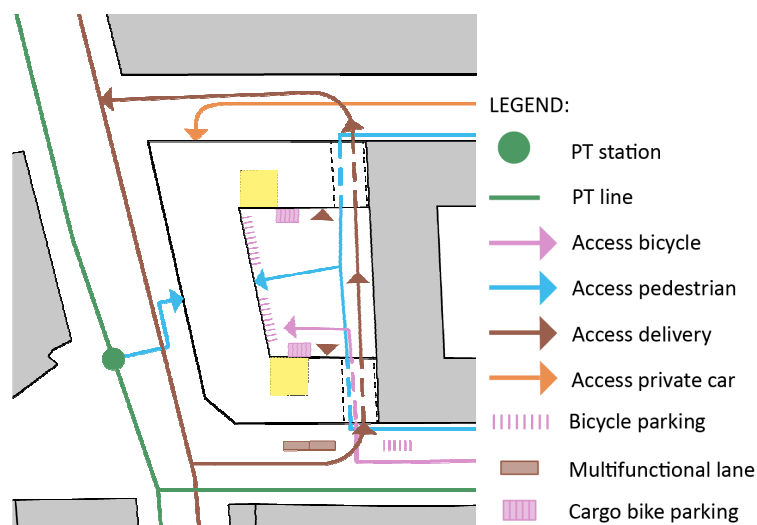 LEGEND:
PT station
PT line
Access bicycle
Access pedestrian
Access delivery
Access private car
Bicycle parking
Multifunctional lane
Cargo bike parking